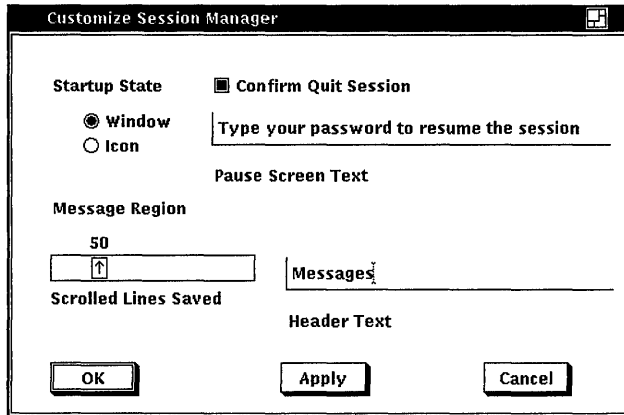 Customize Session Manager
Startup State
Confirm Quit Session
Window
Icon
Type your password to resume the session
Pause Screen Text
Message Region
50
Scrolled Lines Saved
Messages
Header Text
OK
Apply
Cancel